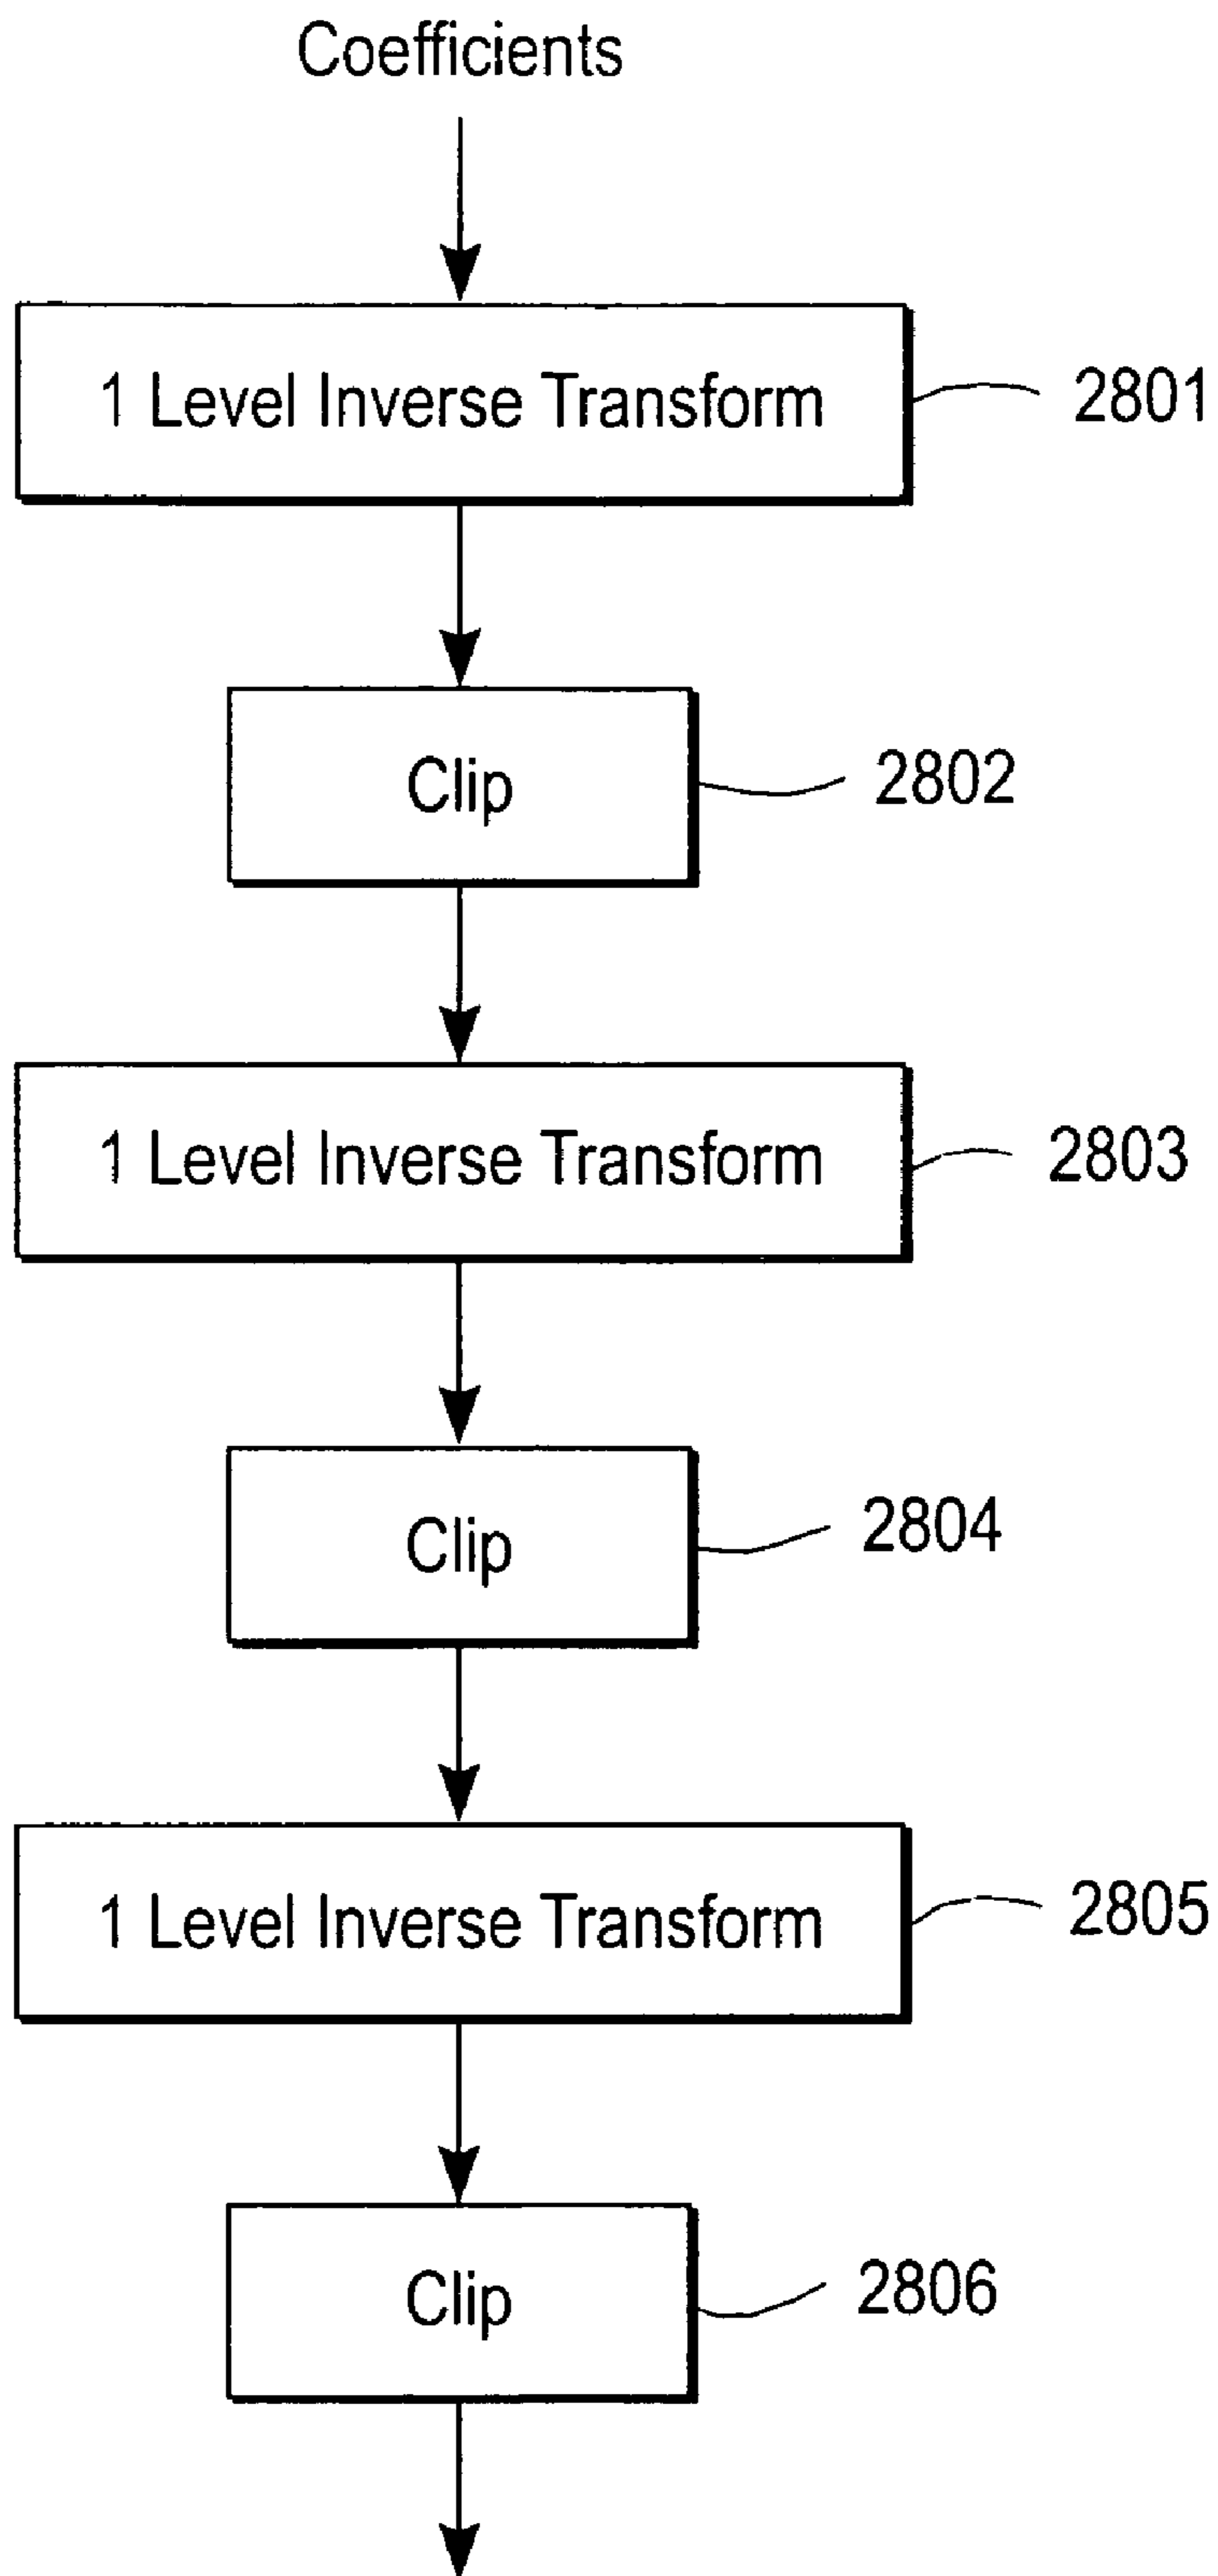 Coefficients
1 Level Inverse Transform
2801
Clip
2802
1 Level Inverse Transform
2803
Clip
2804
1 Level Inverse Transform
2805
Clip
2806